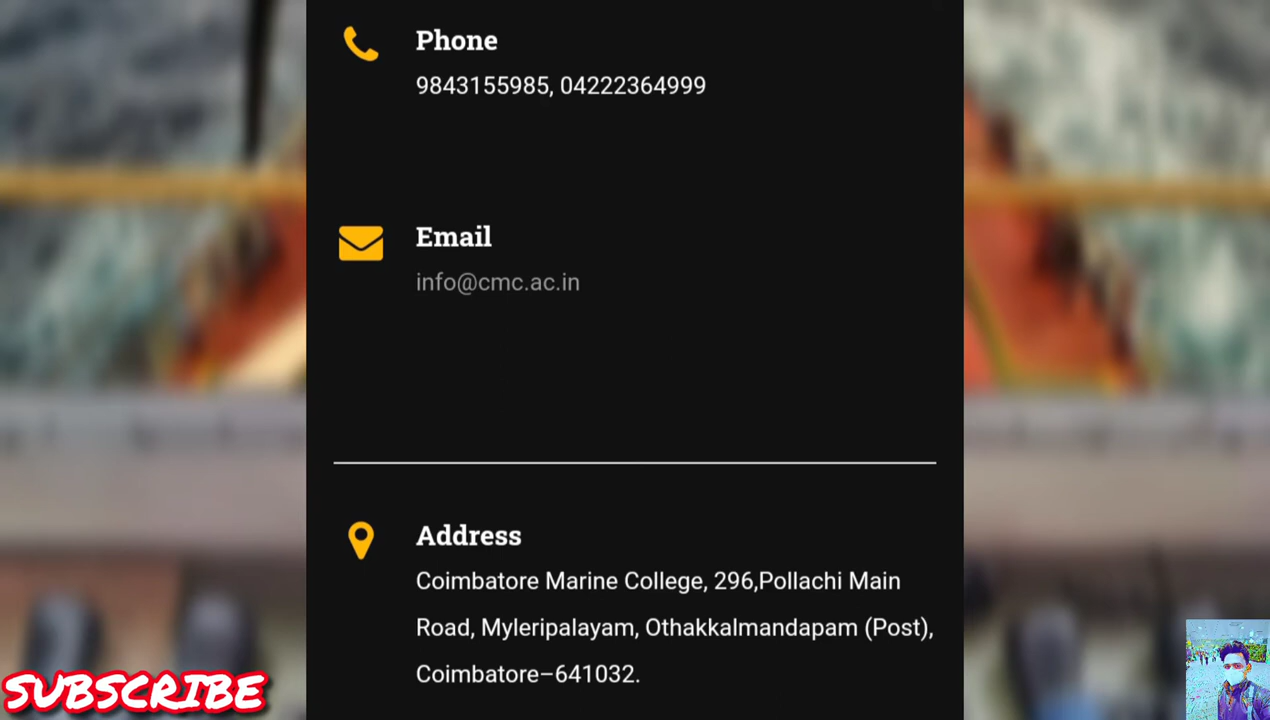 Phone
9843155985, 04222364999
Email
info@cmc.ac.in
Address
Coimbatore Marine College, 296,Pollachi Main
Road, Myleripalayam, Othakkalmandapam (Post),
Coimbatore–641032.
SUBSCRIBE